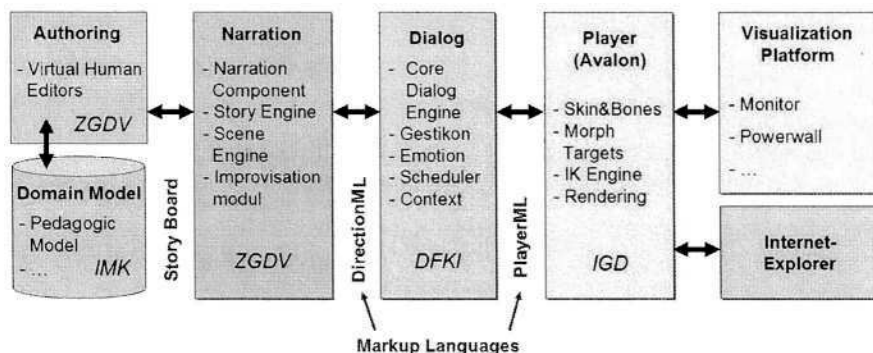 Authoring
- Virtual Human
Editors
ZGDV
Domain Model
- Pedagogic
Model
- ...
IMK
Story Board
Narration
- Narration
Component
- Story Engine
- Scene
Engine
- Improvisation
modul
ZGDV
DirectionML
Dialog
- Core
Dialog
Engine
- Gestikon
- Emotion
- Scheduler
- Context
DFKI
PlayerML
Player
(Avalon)
- Skin&Bones
- Morph
Targets
- IK Engine
- Rendering
IGD
Visualization
Platform
- Monitor
- Powerwall
- ...
Internet-
Explorer
Markup Languages